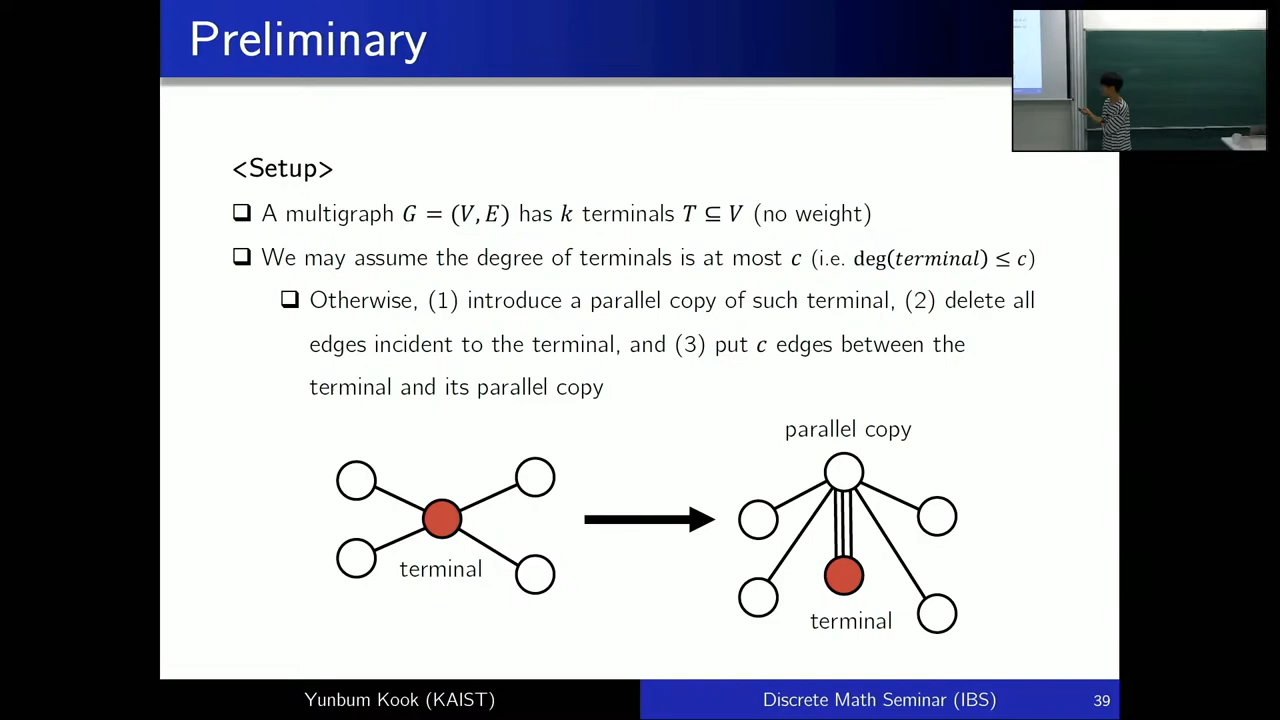 Preliminary
<Setup>
❑ A multigraph G = (V, E) has k terminals T ⊆ V (no weight)
❑ We may assume the degree of terminals is at most c (i.e. deg(terminal) ≤ c)
❑ Otherwise, (1) introduce a parallel copy of such terminal, (2) delete all
edges incident to the terminal, and (3) put c edges between the
terminal and its parallel copy
parallel copy
terminal
terminal
Yunbum Kook (KAIST)
Discrete Math Seminar (IBS)
39